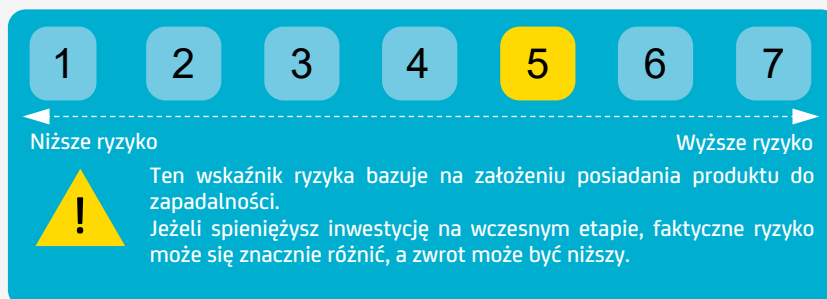 1 2 3 4 5 6 7
Niższe ryzyko Wyższe ryzyko
!
Ten wskaźnik ryzyka bazuje na założeniu posiadania produktu do
zapadalności.
Jeżeli spieniężysz inwestycję na wczesnym etapie, faktyczne ryzyko
może się znacznie różnić, a zwrot może być niższy.